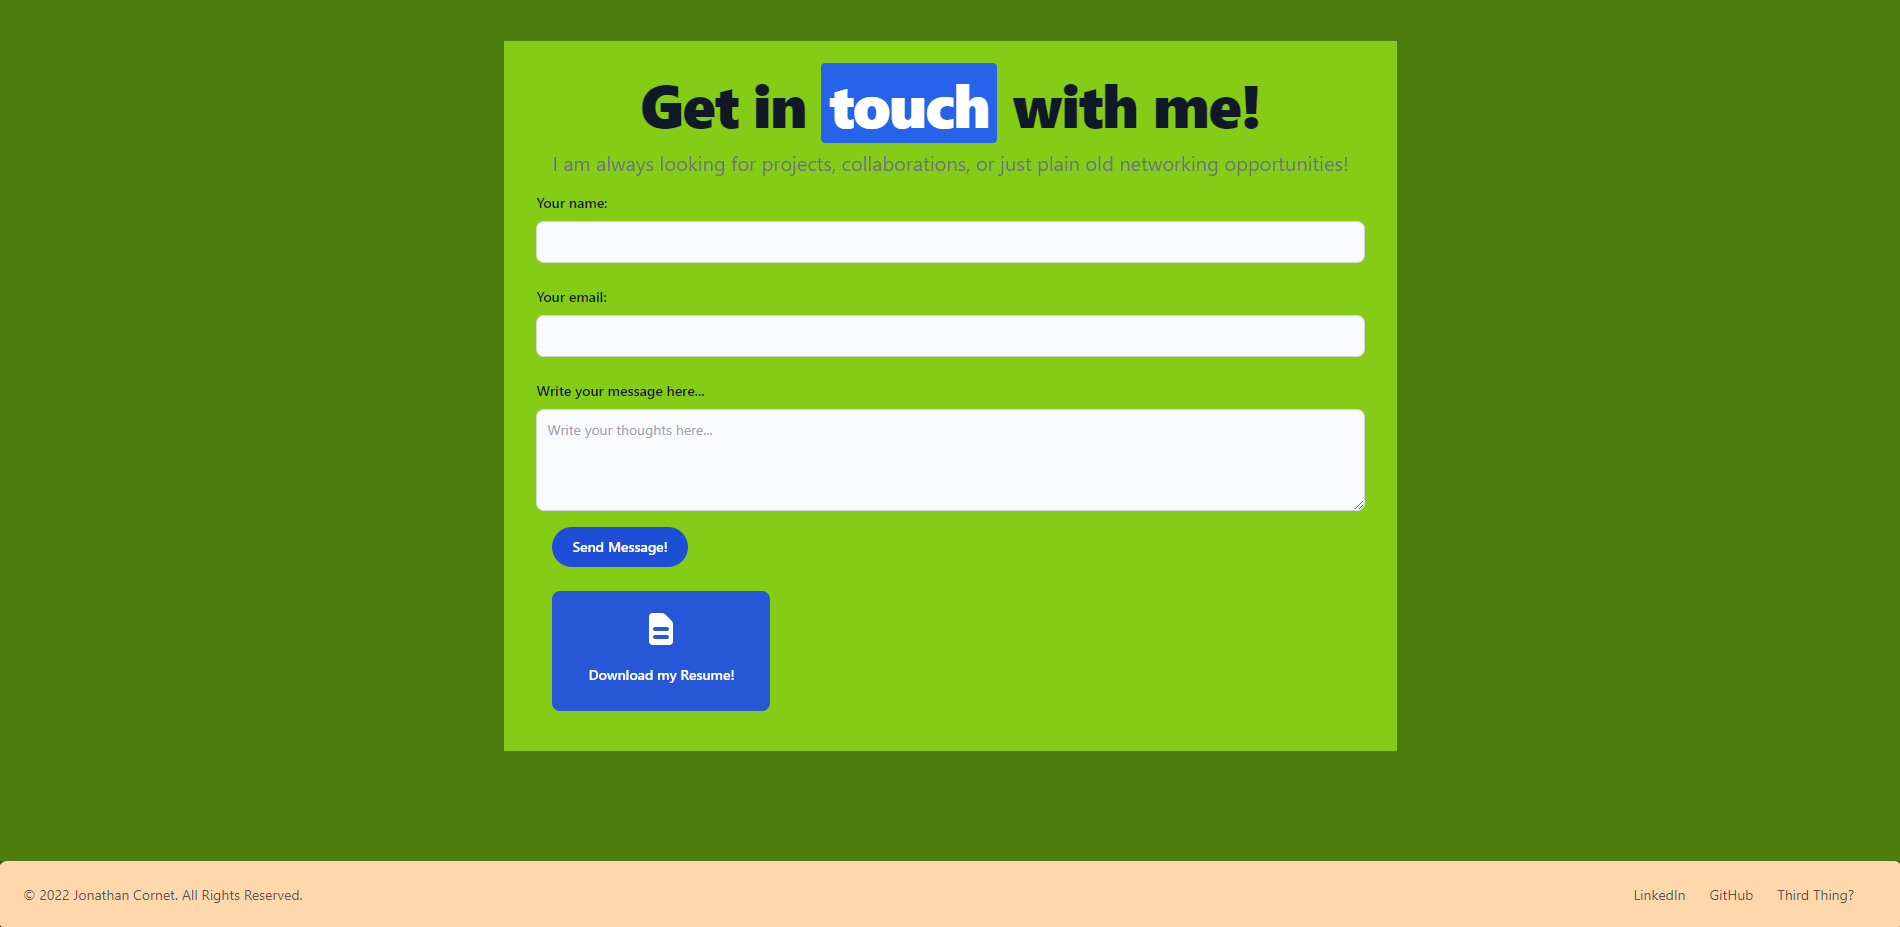 Get in touch with me!
I am always looking for projects, collaborations, or just plain old networking opportunities!
Your name:
Your email:
Write your message here...
Write your thoughts here...
Send Message!
Download my Resume!
© 2022 Jonathan Cornet. All Rights Reserved.
LinkedIn GitHub Third Thing?